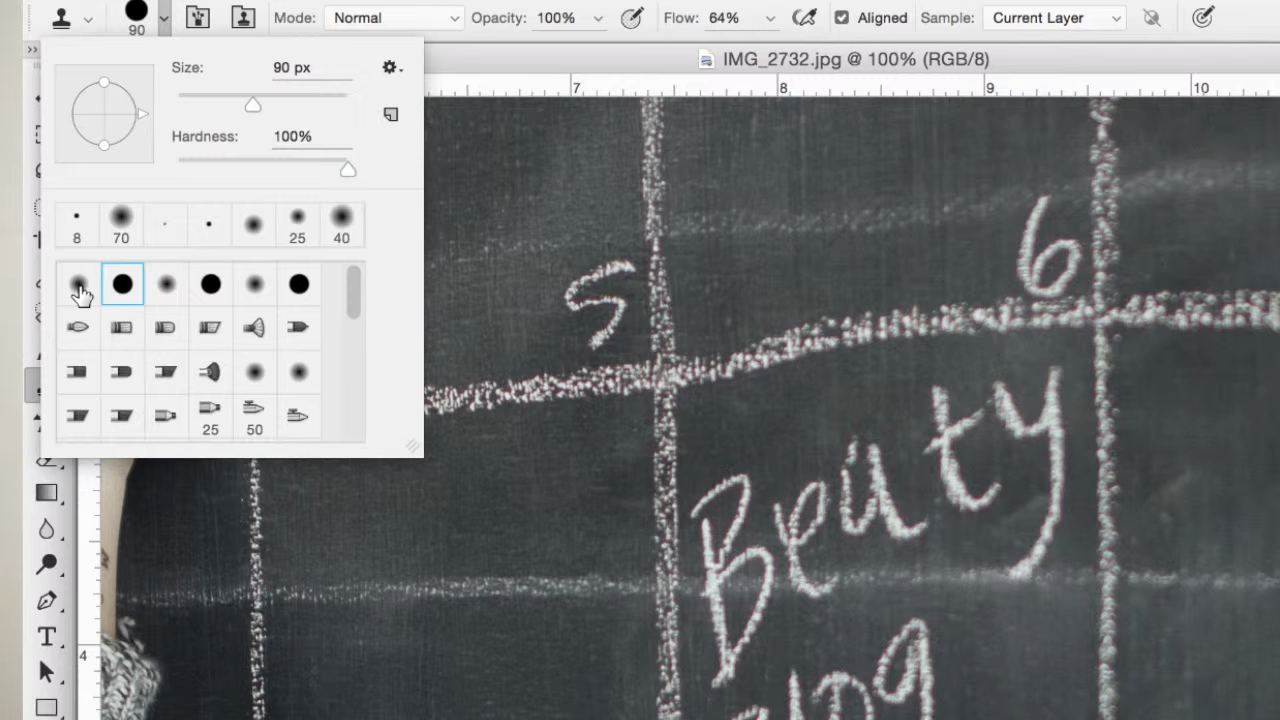 90
Mode: Normal Opacity: 100% Flow: 64% Aligned Sample: Current Layer
IMG_2732.jpg @ 100% (RGB/8)
Size: 90 px
Hardness: 100%
8 70 25 40
25 50
7 8 9 10
4
5
6
Beauty